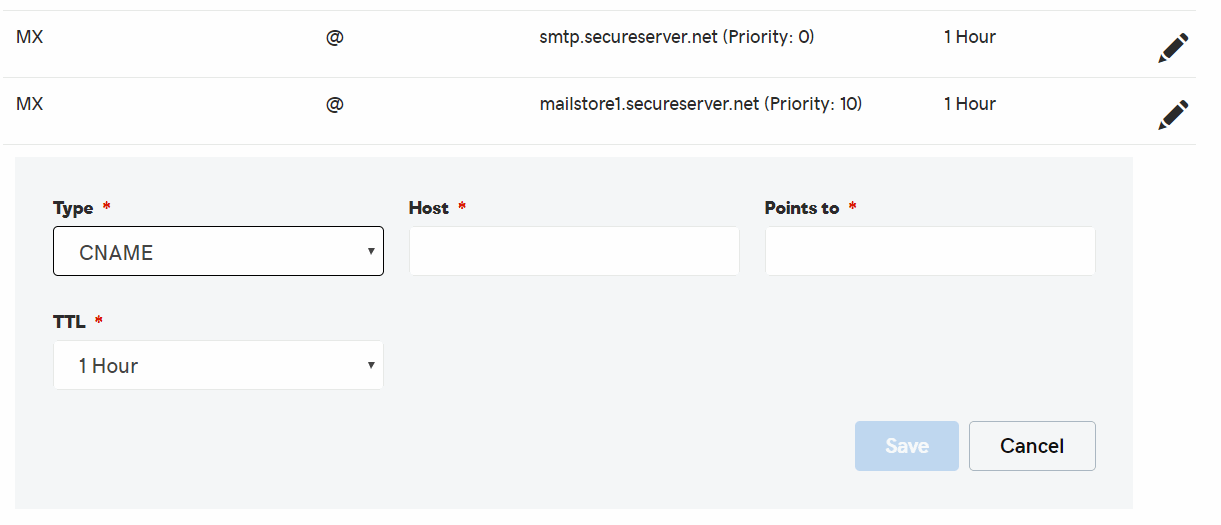 MX @ smtp.secureserver.net (Priority: 0) 1 Hour
MX @ mailstore1.secureserver.net (Priority: 10) 1 Hour
Type * Host * Points to *
CNAME
TTL *
1 Hour
Save Cancel